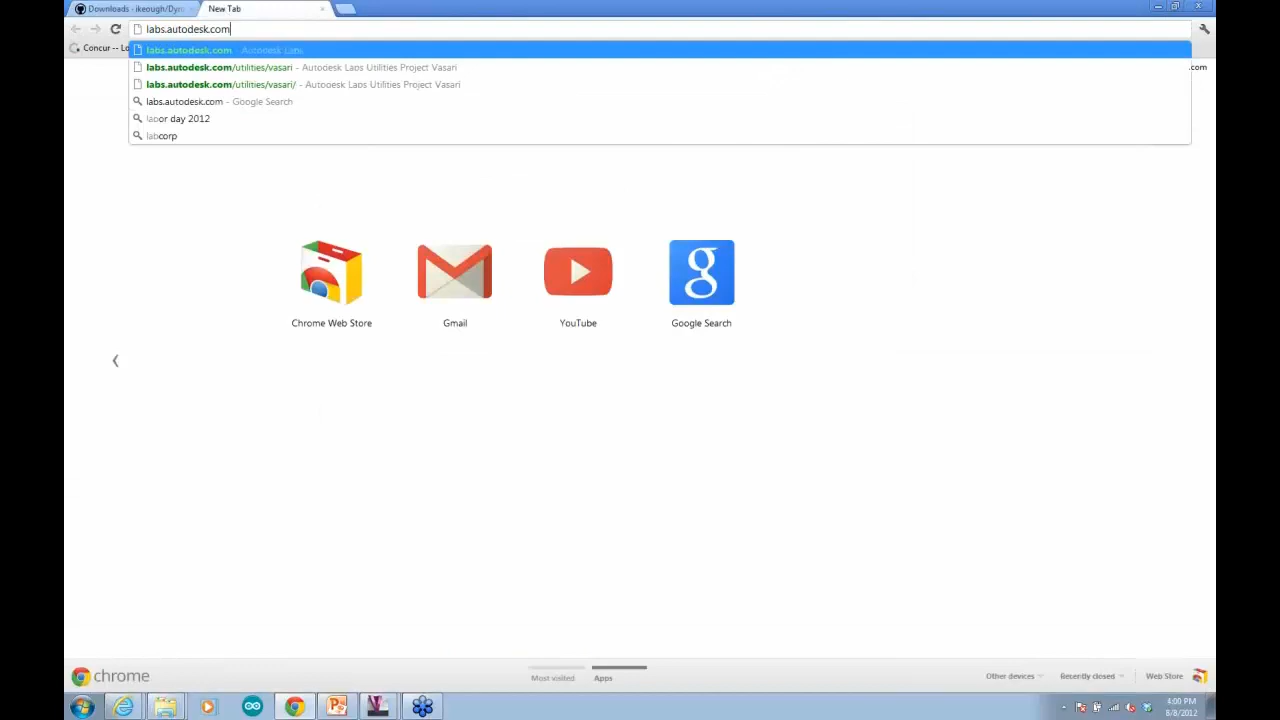 Downloads · ikeough/Dyn
New Tab
labs.autodesk.com
Concur -- Lo
labs.autodesk.com - Autodesk Labs
labs.autodesk.com/utilities/vasari - Autodesk Labs Utilities Project Vasari
labs.autodesk.com/utilities/vasari/ - Autodesk Labs Utilities Project Vasari
.com
labs.autodesk.com - Google Search
labor day 2012
labcorp
Chrome Web Store
Gmail
YouTube
Google Search
chrome
Most visited
Apps
Other devices
Recently closed
Web Store
4:00 PM
8/8/2012